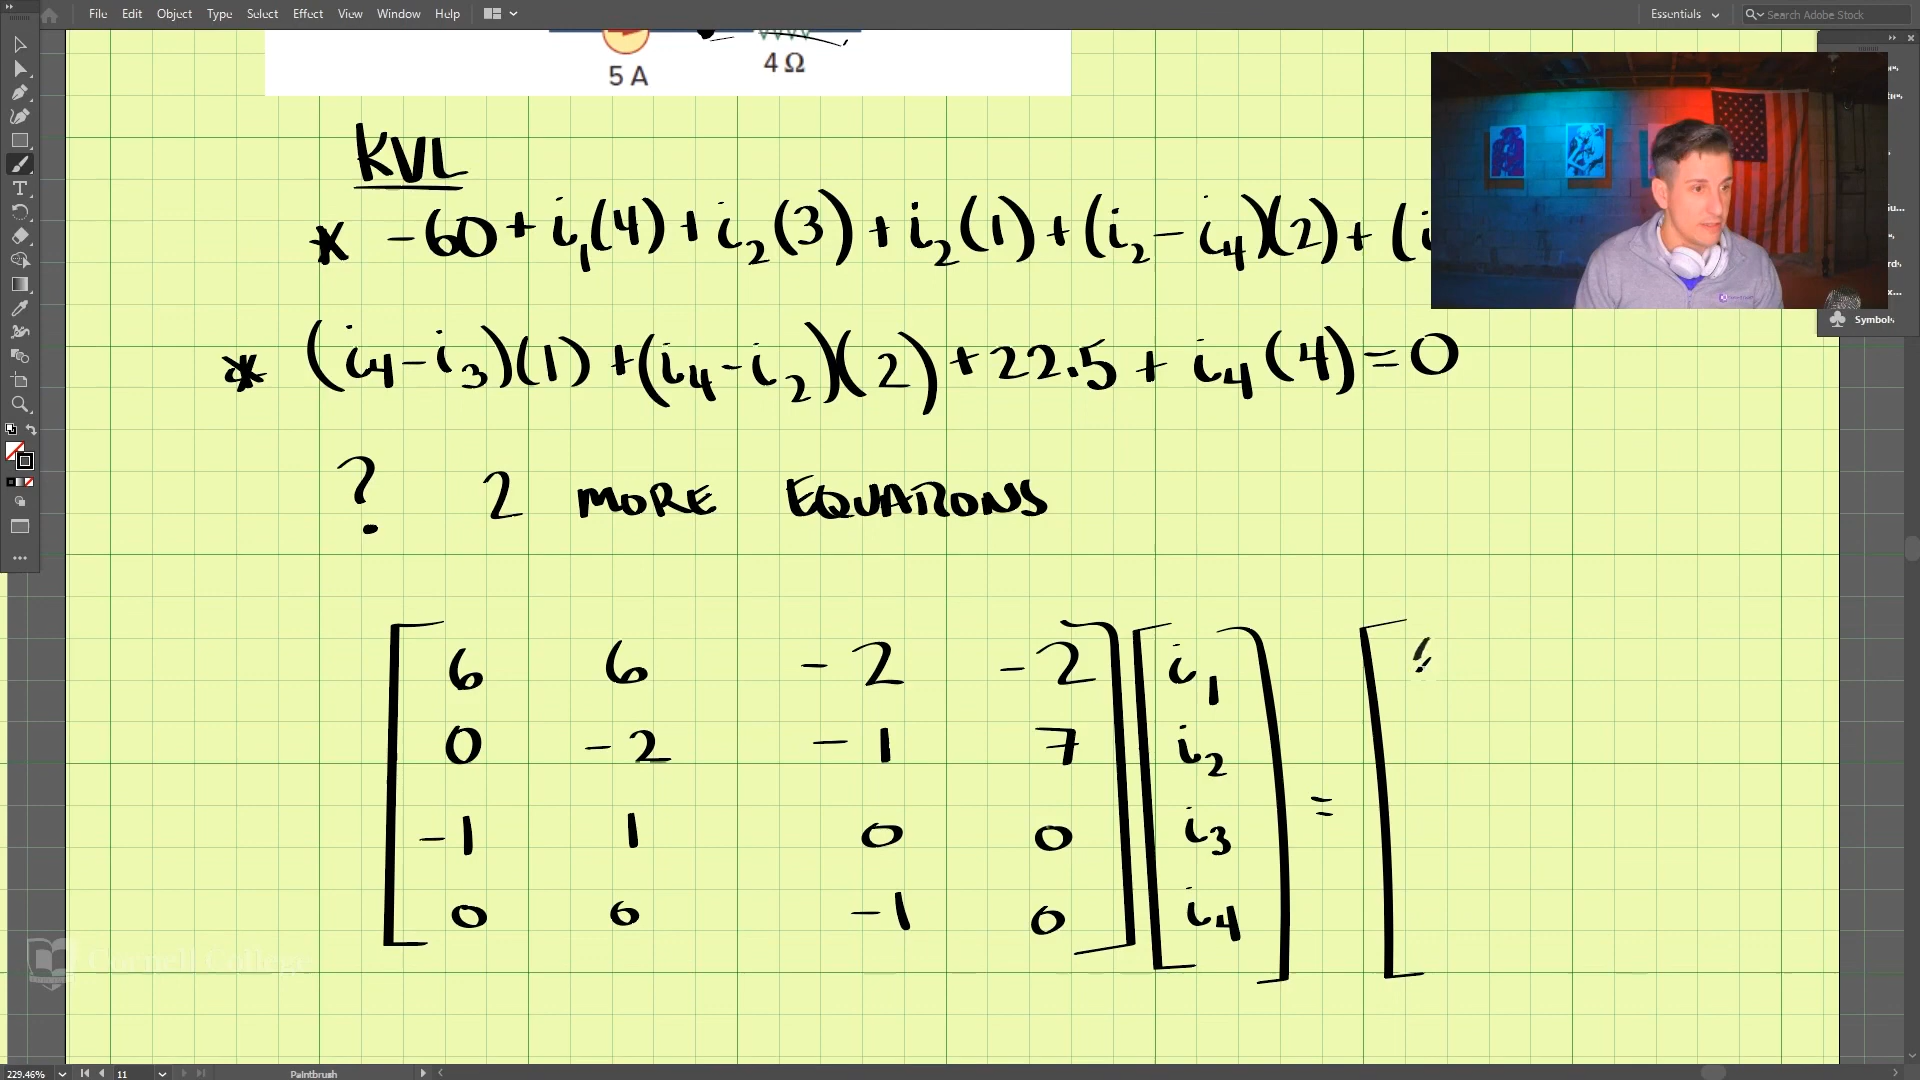 File Edit Object Type Select Effect View Window Help
Essentials Search Adobe Stock
5 A 4 Ω
KVL
* -60 + i₁(4) + i₂(3) + i₂(1) + (i₂ - i₄)(2) + (i
* (i₄ - i₃)(1) + (i₄ - i₂)(2) + 22.5 + i₄(4) = 0
? 2 MORE EQUATIONS
6 6 -2 -2 i₁
0 -2 -1 7 i₂
-1 1 0 0 i₃ =
0 0 -1 0 i₄
Symbols
Cornell College
229.46% 11 Paintbrush